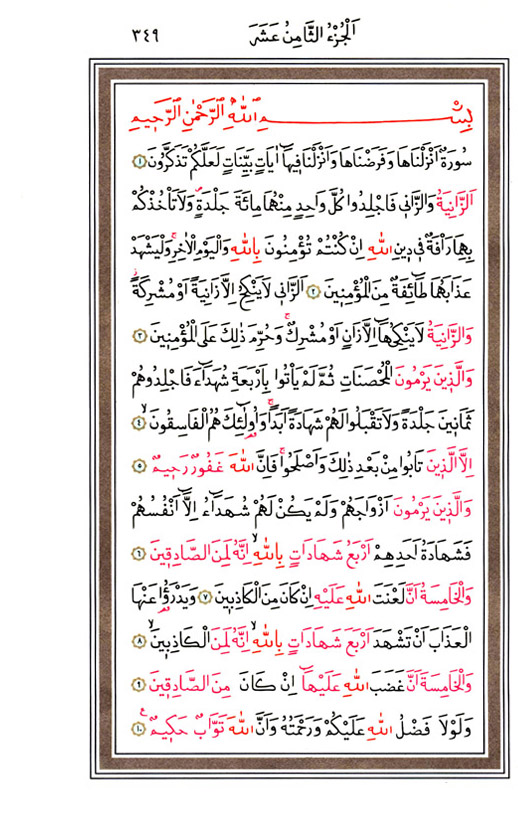 اَلْجُزْءُ الثَّامِنُ عَشَرَ ٣٤٩
بِسْمِ اللّٰهِ الرَّحْمٰنِ الرَّحٖيمِ
سُورَةٌ اَنْزَلْنَاهَا وَفَرَضْنَاهَا وَاَنْزَلْنَا فٖيهَٓا اٰيَاتٍ بَيِّنَاتٍ لَعَلَّكُمْ تَذَكَّرُونَ ١
اَلزَّانِيَةُ وَالزَّانٖي فَاجْلِدُوا كُلَّ وَاحِدٍ مِنْهُمَا مِائَةَ جَلْدَةٍۖ وَلَا تَأْخُذْكُمْ
بِهِمَا رَأْفَةٌ فٖي دٖينِ اللّٰهِ اِنْ كُنْتُمْ تُؤْمِنُونَ بِاللّٰهِ وَالْيَوْمِ الْاٰخِرِۚ وَلْيَشْهَدْ
عَذَابَهُمَا طَٓائِفَةٌ مِنَ الْمُؤْمِنٖينَ ٢ اَلزَّانٖي لَا يَنْكِحُ اِلَّا زَانِيَةً اَوْ مُشْرِكَةًۘ
وَالزَّانِيَةُ لَا يَنْكِحُهَٓا اِلَّا زَانٍ اَوْ مُشْرِكٌۚ وَحُرِّمَ ذٰلِكَ عَلَى الْمُؤْمِنٖينَ ٣
وَالَّذٖينَ يَرْمُونَ الْمُحْصَنَاتِ ثُمَّ لَمْ يَأْتُوا بِاَرْبَعَةِ شُهَدَٓاءَ فَاجْلِدُوهُمْ
ثَمَانٖينَ جَلْدَةً وَلَا تَقْبَلُوا لَهُمْ شَهَادَةً اَبَدًاۚ وَاُو۬لٰٓئِكَ هُمُ الْفَاسِقُونَۙ ٤
اِلَّا الَّذٖينَ تَابُوا مِنْ بَعْدِ ذٰلِكَ وَاَصْلَحُواۚ فَاِنَّ اللّٰهَ غَفُورٌ رَحٖيمٌ ٥
وَالَّذٖينَ يَرْمُونَ اَزْوَاجَهُمْ وَلَمْ يَكُنْ لَهُمْ شُهَدَٓاءُ اِلَّٓا اَنْفُسُهُمْ
فَشَهَادَةُ اَحَدِهِمْ اَرْبَعُ شَهَادَاتٍ بِاللّٰهِۙ اِنَّهُ لَمِنَ الصَّادِقٖينَ ٦
وَالْخَامِسَةُ اَنَّ لَعْنَتَ اللّٰهِ عَلَيْهِ اِنْ كَانَ مِنَ الْكَاذِبٖينَ ٧ وَيَدْرَؤُ۬ا عَنْهَا
الْعَذَابَ اَنْ تَشْهَدَ اَرْبَعَ شَهَادَاتٍ بِاللّٰهِۙ اِنَّهُ لَمِنَ الْكَاذِبٖينَۙ ٨
وَالْخَامِسَةَ اَنَّ غَضَبَ اللّٰهِ عَلَيْهَٓا اِنْ كَانَ مِنَ الصَّادِقٖينَ ٩
وَلَوْلَا فَضْلُ اللّٰهِ عَلَيْكُمْ وَرَحْمَتُهُ وَاَنَّ اللّٰهَ تَوَّابٌ حَكٖيمٌ ١٠